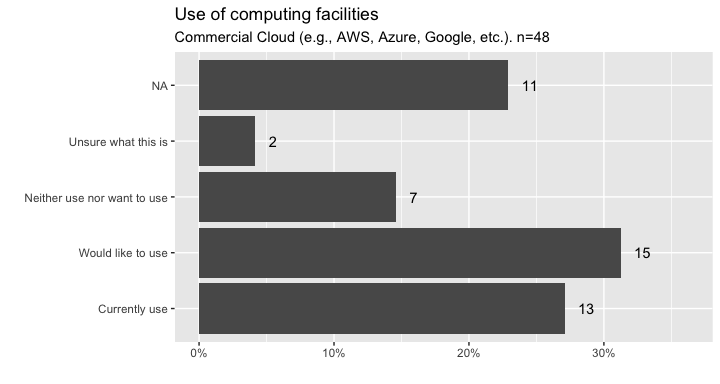 Use of computing facilities
Commercial Cloud (e.g., AWS, Azure, Google, etc.). n=48
NA 11
Unsure what this is 2
Neither use nor want to use 7
Would like to use 15
Currently use 13
0% 10% 20% 30%